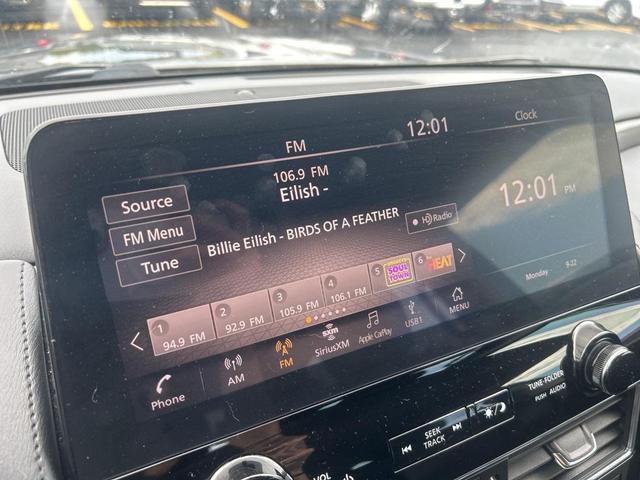 FM
12:01
Clock
106.9 FM
Eilish -
Source
FM Menu
Tune
Billie Eilish - BIRDS OF A FEATHER
HD Radio
12:01 PM
Monday 9-22
1 94.9 FM
2 92.9 FM
3 105.9 FM
4 106.1 FM
5 SOUL TOWN
6 HEAT
Phone
AM
FM
sxm
SiriusXM
Apple CarPlay
USB1
MENU
TUNE·FOLDER
PUSH AUDIO
SEEK
TRACK
VOL